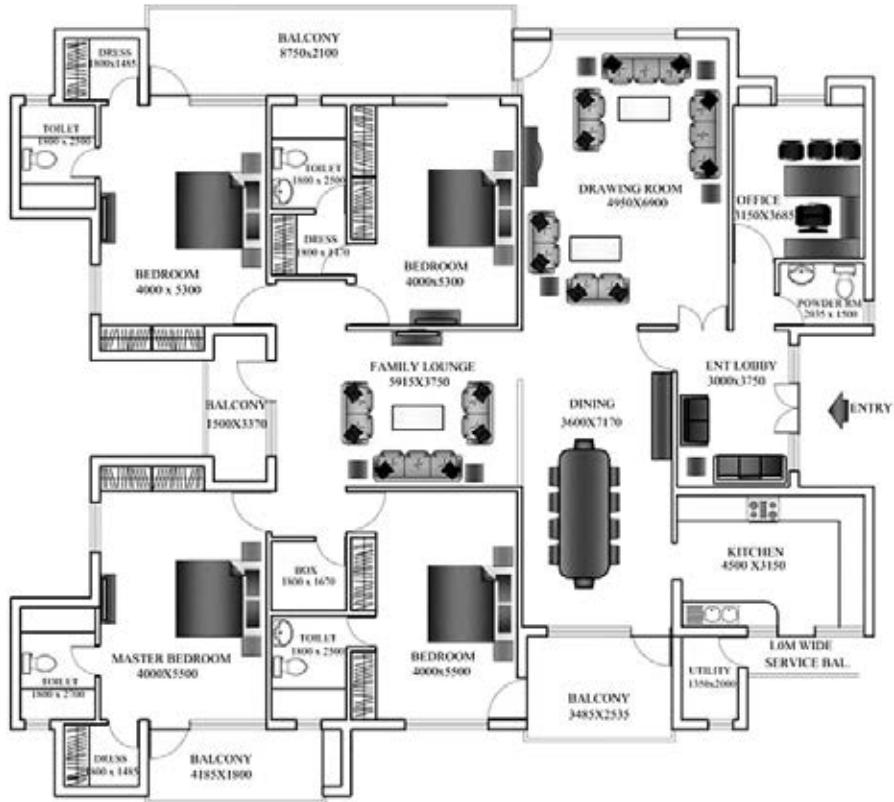 BALCONY
8750x2100
DRESS
1800x1485
TOILET
1800 x 2500
TOILET
1800 x 2500
DRESS
1800 x 1470
BEDROOM
4000 x 5300
BEDROOM
4000x5300
DRAWING ROOM
4950X6900
OFFICE
3150X3685
POWDER RM
2035 x 1500
FAMILY LOUNGE
5915X3750
ENT LOBBY
3000x3750
ENTRY
BALCONY
1500X3370
DINING
3600X7170
KITCHEN
4500 X3150
BOX
1800 x 1670
TOILET
1800 x 2500
MASTER BEDROOM
4000X5500
BEDROOM
4000x5500
TOILET
1800 x 2700
1.0M WIDE
SERVICE BAL.
UTILITY
1350x2000
BALCONY
3485X2535
DRESS
1800 x 1485
BALCONY
4185X1800